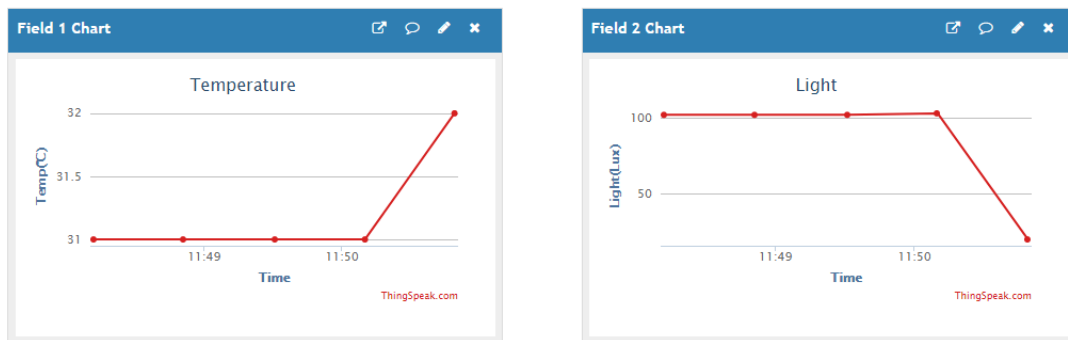 Field 1 Chart
Temperature
32
31.5
31
Temp(℃)
11:49 11:50
Time
ThingSpeak.com
Field 2 Chart
Light
100
50
Light(Lux)
11:49 11:50
Time
ThingSpeak.com